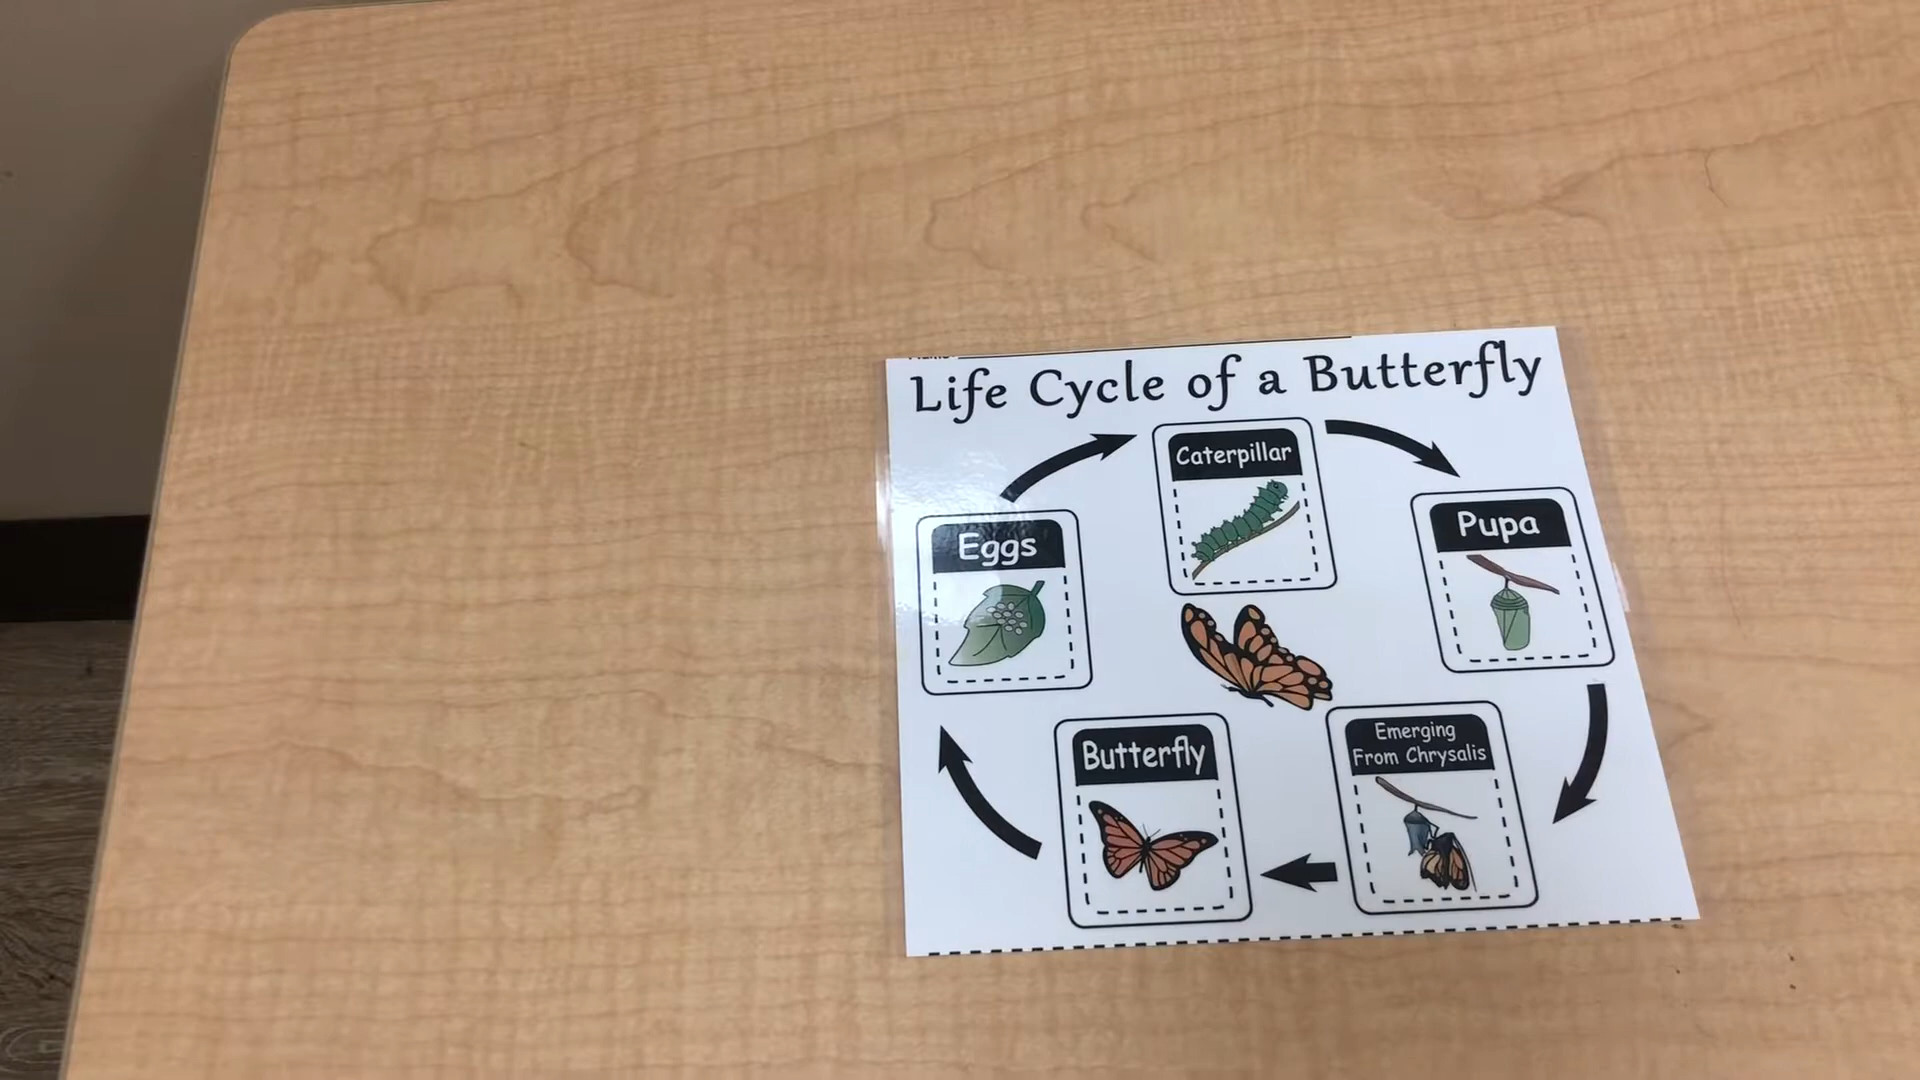 Life Cycle of a Butterfly
Caterpillar
Pupa
Eggs
Emerging
From Chrysalis
Butterfly